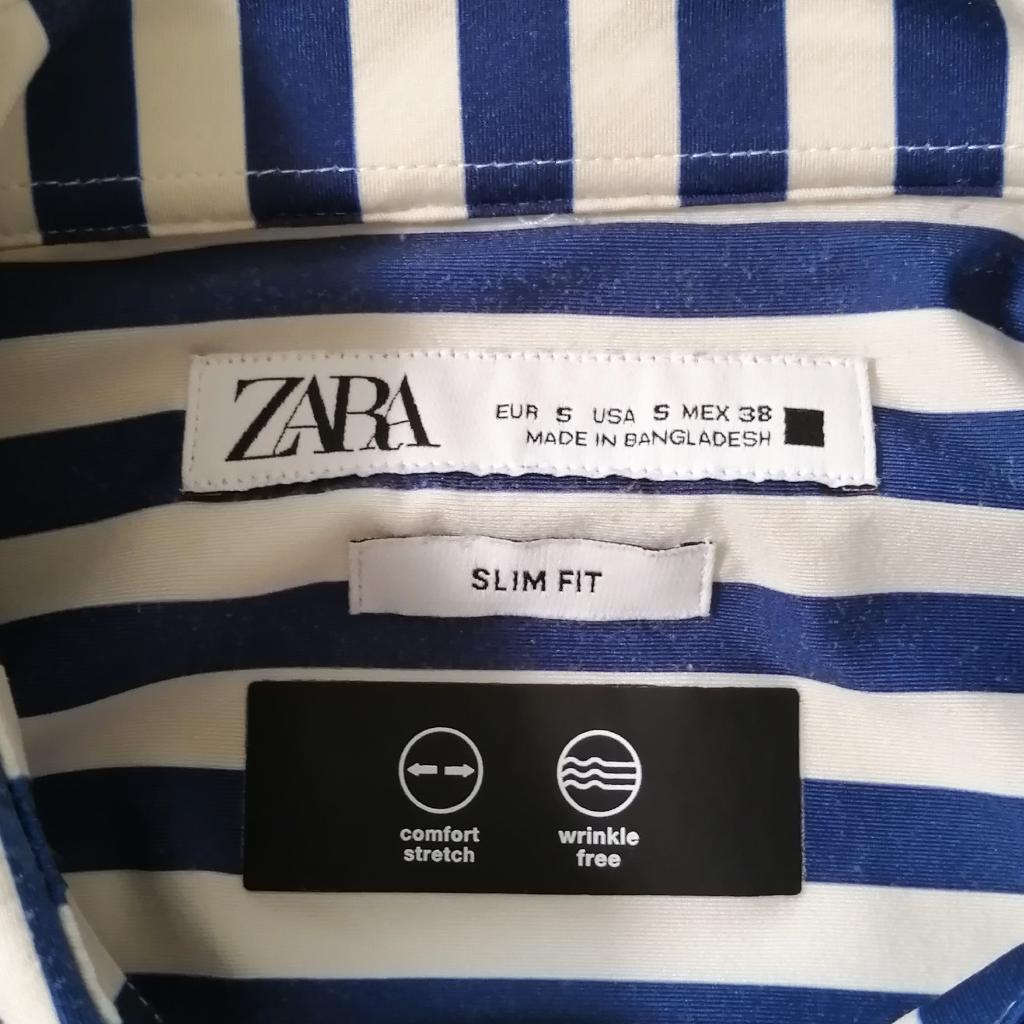 ZARA
EUR S USA S MEX 38
MADE IN BANGLADESH
SLIM FIT
comfort stretch
wrinkle free